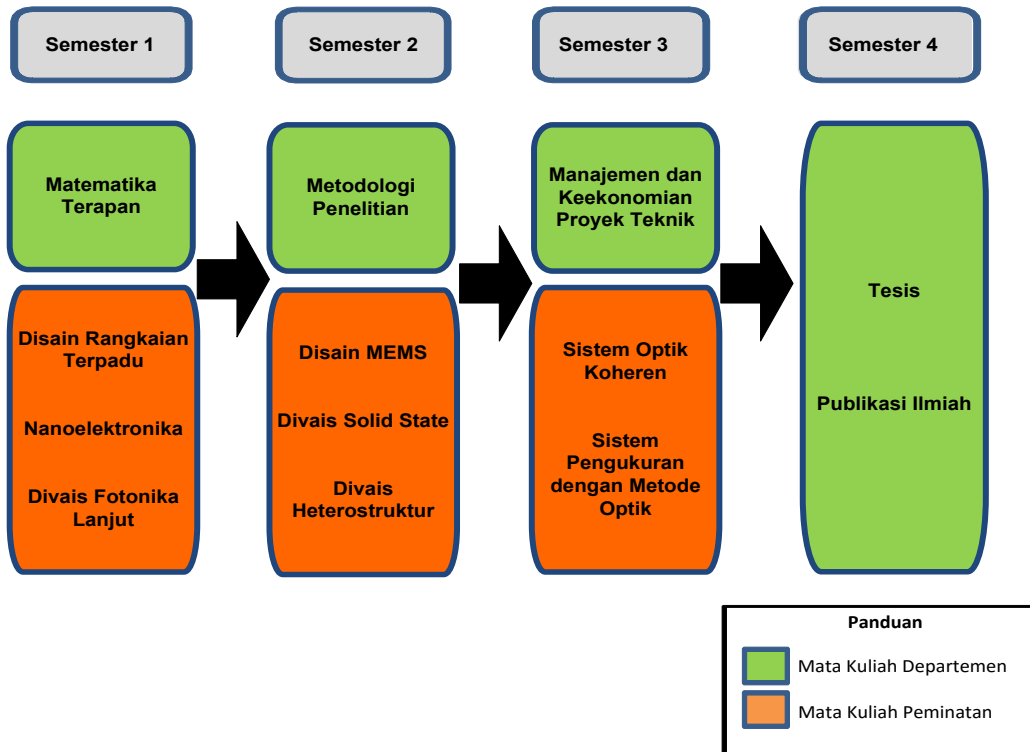 Semester 1
Semester 2
Semester 3
Semester 4
Matematika
Terapan
Metodologi
Penelitian
Manajemen dan
Keekonomian
Proyek Teknik
Disain Rangkaian
Terpadu
Nanoelektronika
Divais Fotonika
Lanjut
Disain MEMS
Divais Solid State
Divais
Heterostruktur
Sistem Optik
Koheren
Sistem
Pengukuran
dengan Metode
Optik
Tesis
Publikasi Ilmiah
Panduan
Mata Kuliah Departemen
Mata Kuliah Peminatan